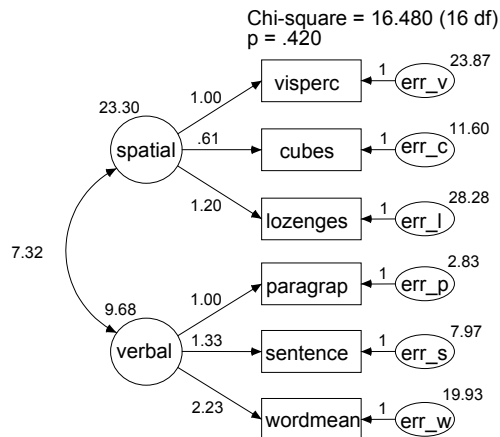 Chi-square = 16.480 (16 df)
p = .420
23.87
1.00 visperc 1 err_v
23.30
11.60
spatial .61 cubes 1 err_c
28.28
1.20 lozenges 1 err_l
7.32
2.83
1.00 paragrap 1 err_p
9.68
7.97
verbal 1.33 sentence 1 err_s
19.93
2.23 wordmean 1 err_w